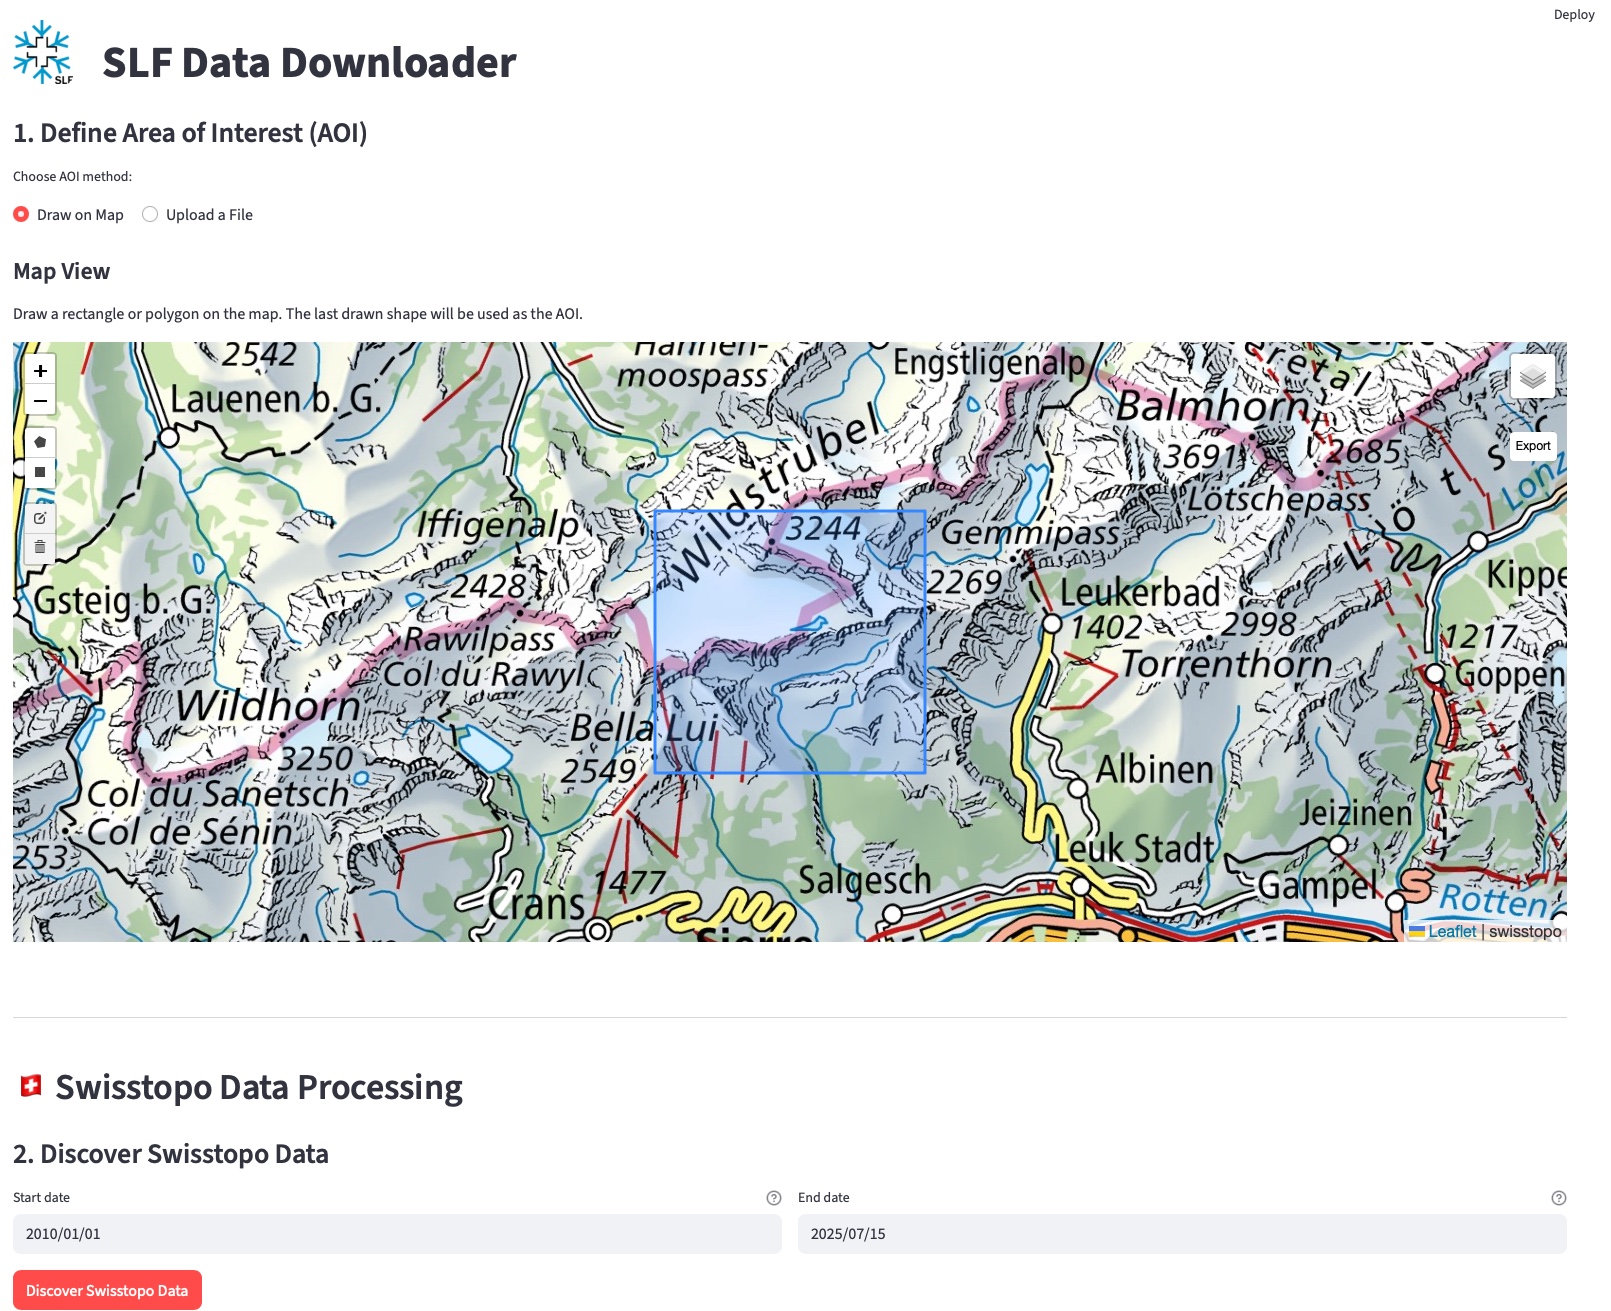 Deploy
SLF
SLF Data Downloader
1. Define Area of Interest (AOI)
Choose AOI method:
Draw on Map
Upload a File
Map View
Draw a rectangle or polygon on the map. The last drawn shape will be used as the AOI.
+
−
2542
Lauenen b. G.
Hahnen-
moospass
Engstligenalp
Balmhorn
3691
2685
Lötschepass
Export
Wildstrubel
3244
Iffigenalp
2428
Gemmipass
2269
Leukerbad
1402
2998
Torrenthorn
Kippe
1217
Goppen
Gsteig b. G.
Rawilpass
Col du Rawyl
Wildhorn
3250
Bella Lui
2549
Col du Sanetsch
Col de Sénin
253
Albinen
Jeizinen
Leuk Stadt
Gampel
Salgesch
1477
Crans
Sierre
Rotten
Lonz
Leaflet | swisstopo
Swisstopo Data Processing
2. Discover Swisstopo Data
Start date
End date
2010/01/01
2025/07/15
Discover Swisstopo Data